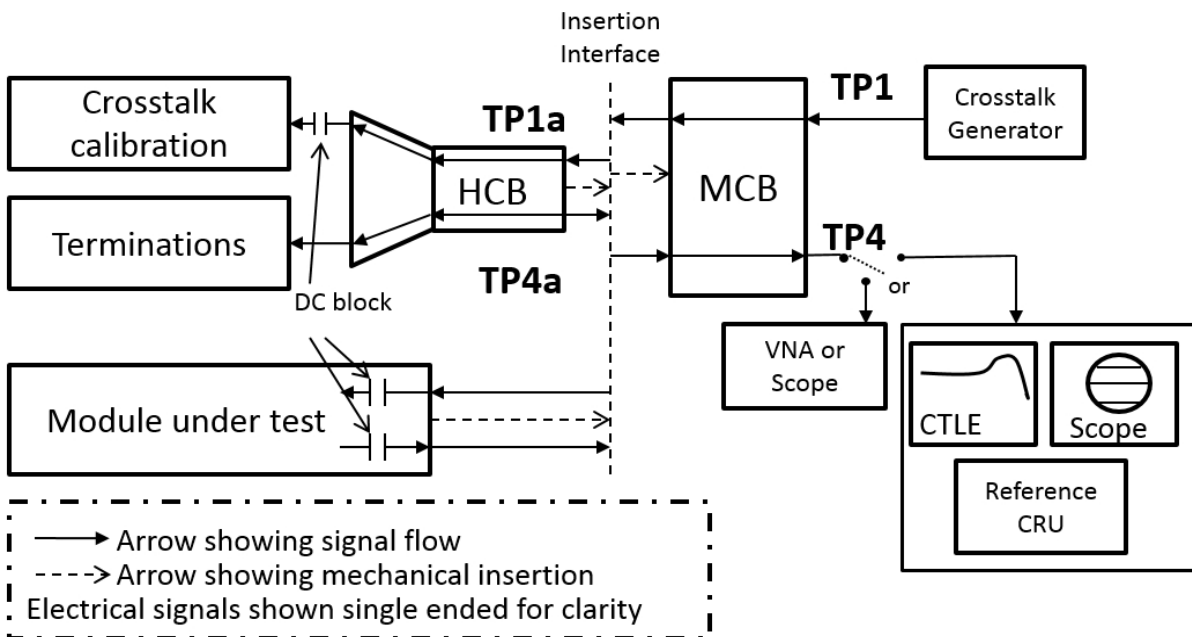 Insertion
Interface
Crosstalk
calibration
TP1a
HCB
Terminations
TP4a
DC block
MCB
TP1
Crosstalk
Generator
TP4
or
VNA or
Scope
CTLE
Scope
Reference
CRU
Module under test
Arrow showing signal flow
Arrow showing mechanical insertion
Electrical signals shown single ended for clarity